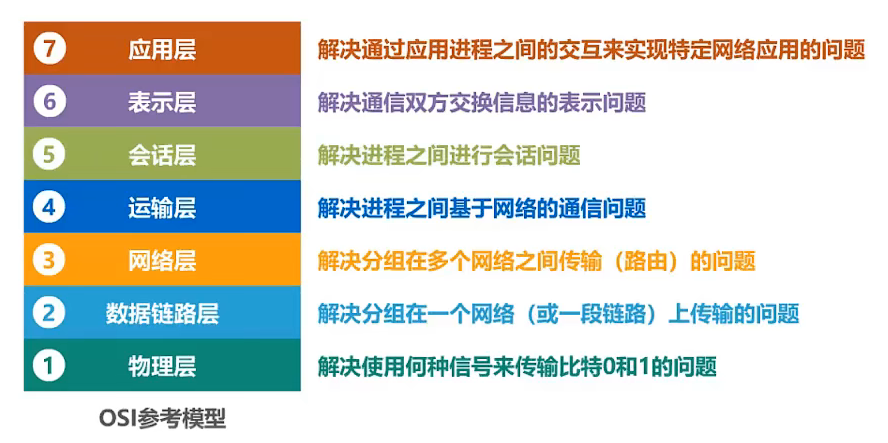 7 应用层 解决通过应用进程之间的交互来实现特定网络应用的问题
6 表示层 解决通信双方交换信息的表示问题
5 会话层 解决进程之间进行会话问题
4 运输层 解决进程之间基于网络的通信问题
3 网络层 解决分组在多个网络之间传输（路由）的问题
2 数据链路层 解决分组在一个网络（或一段链路）上传输的问题
1 物理层 解决使用何种信号来传输比特0和1的问题
OSI参考模型